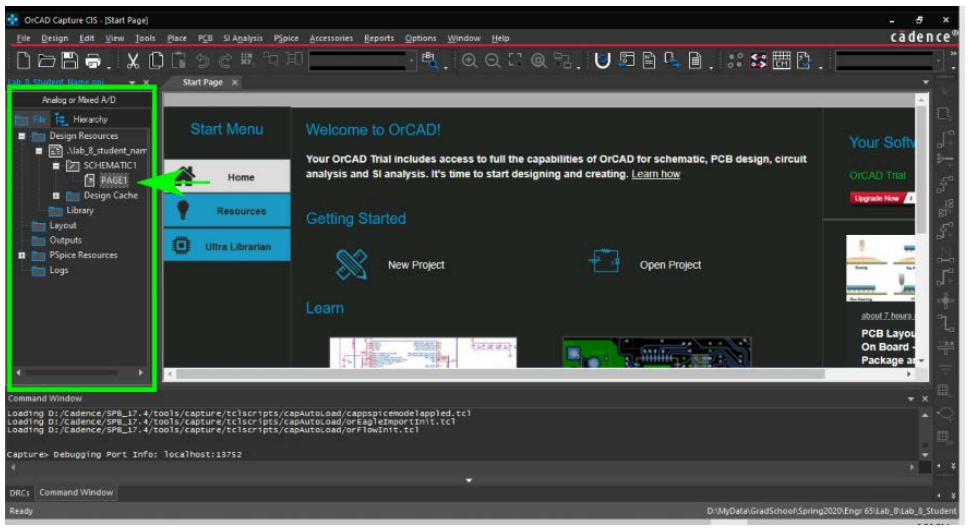 OrCAD Capture CIS - [Start Page]
File Design Edit View Tools Place PCB SI Analysis PSpice Accessories Reports Options Window Help
cādence®
Lab_8_Student_Name.opj
Start Page
Analog or Mixed A/D
File Hierarchy
Design Resources
.\lab_8_student_nam
SCHEMATIC1
PAGE1
Design Cache
Library
Layout
Outputs
PSpice Resources
Logs
Start Menu
Home
Resources
Ultra Librarian
Welcome to OrCAD!
Your OrCAD Trial includes access to full the capabilities of OrCAD for schematic, PCB design, circuit
analysis and SI analysis. It's time to start designing and creating. Learn how
Getting Started
New Project
Open Project
Learn
Your Softw
OrCAD Trial
Upgrade Now
about 7 hours
PCB Layou
On Board -
Package a
Command Window
Loading D:/Cadence/SPB_17.4/tools/capture/tclscripts/capAutoLoad/cappspicemodelappled.tcl
Loading D:/Cadence/SPB_17.4/tools/capture/tclscripts/capAutoLoad/orEagleImportInit.tcl
Loading D:/Cadence/SPB_17.4/tools/capture/tclscripts/capAutoLoad/orFlowInit.tcl
Capture> Debugging Port Info: localhost:13752
DRCs Command Window
Ready
D:\MyData\GradSchool\Spring2020\Engr 65\Lab_8\Lab_8_Student